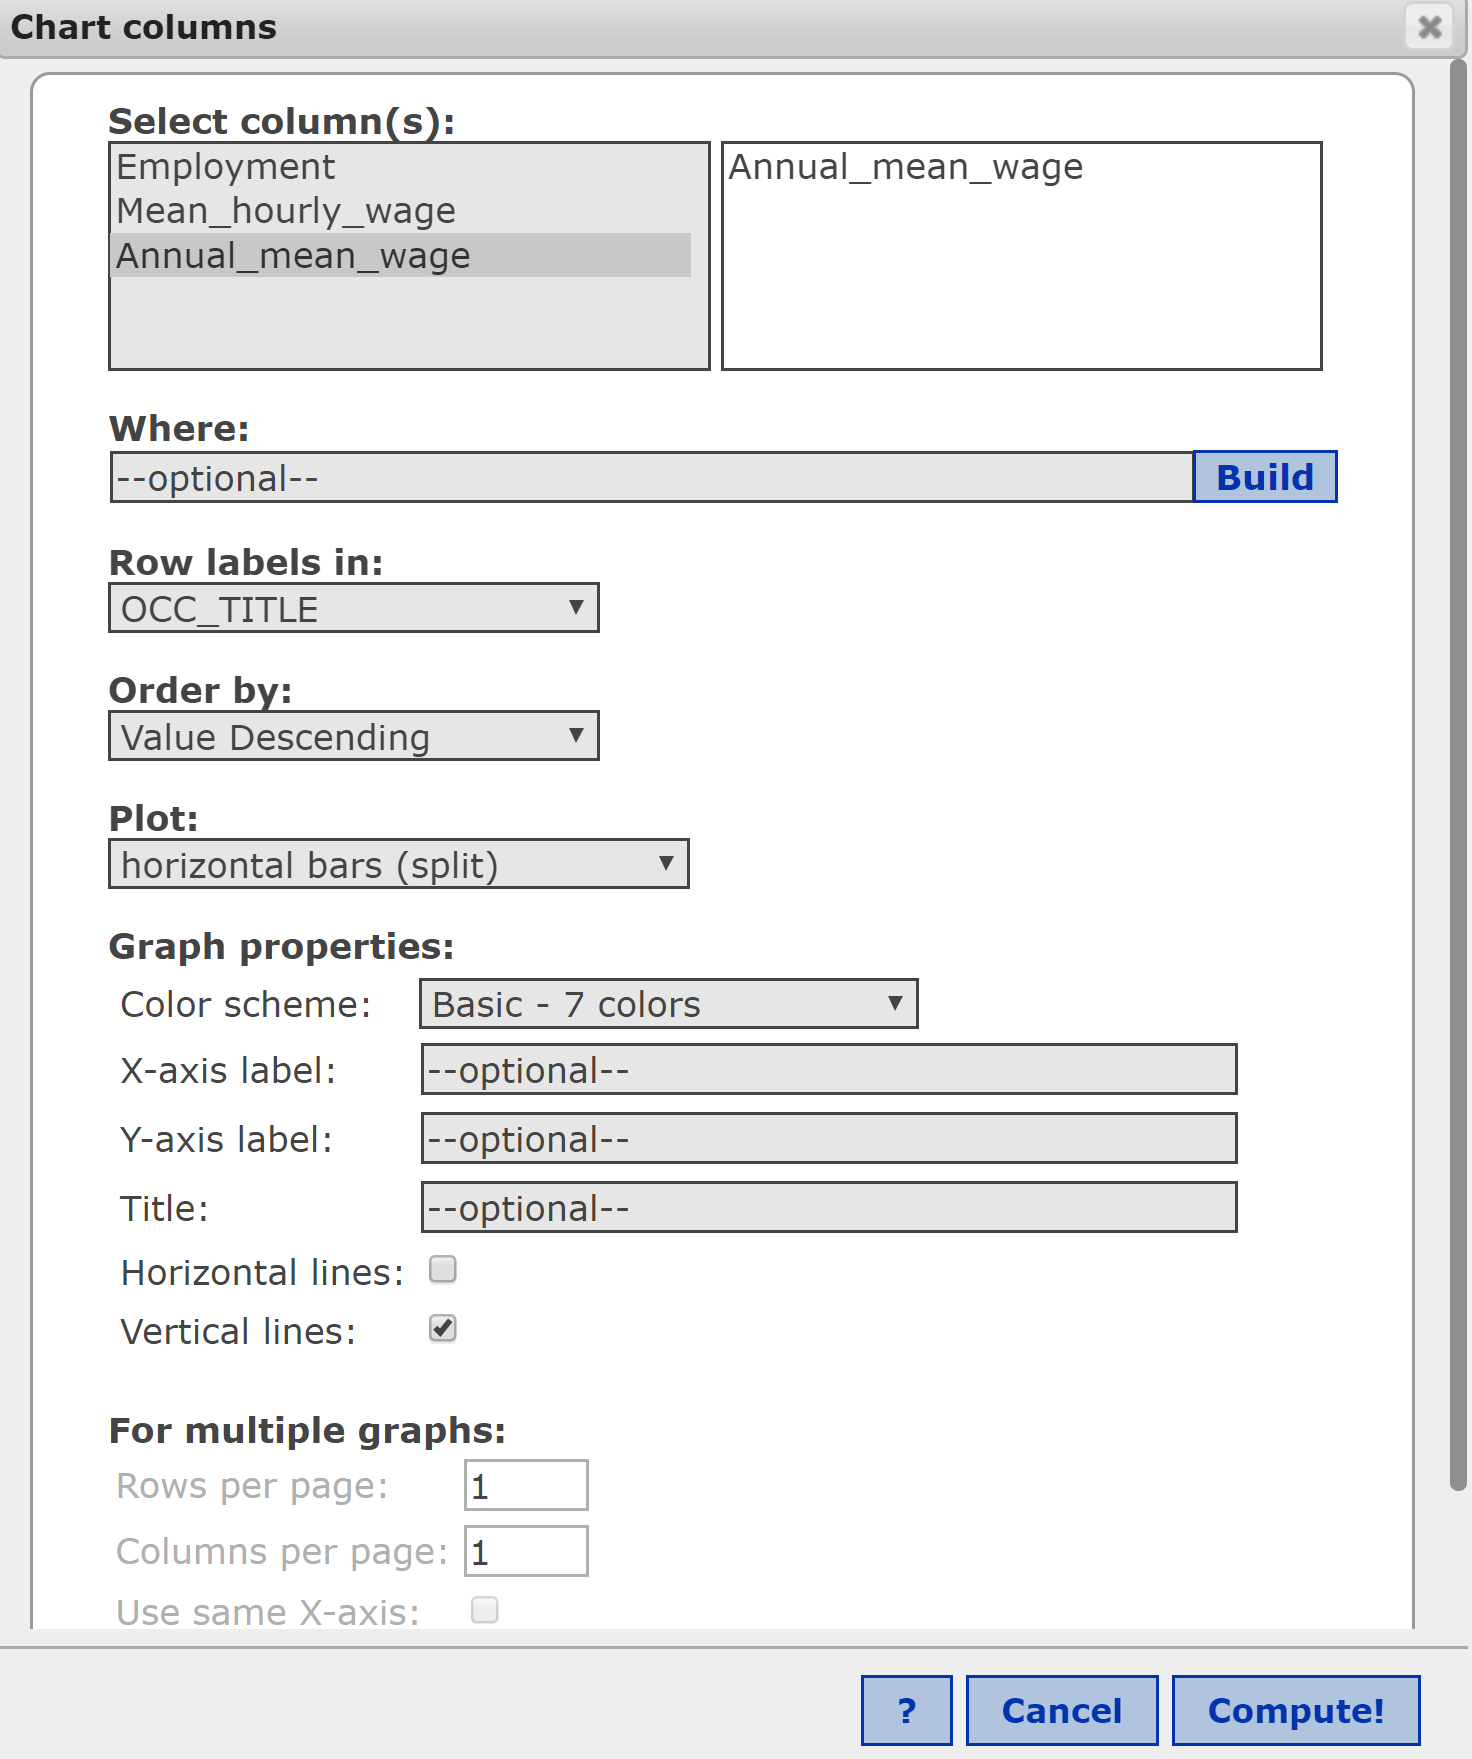 Chart columns
Select column(s):
Employment
Mean_hourly_wage
Annual_mean_wage
Annual_mean_wage
Where:
--optional-- Build
Row labels in:
OCC_TITLE
Order by:
Value Descending
Plot:
horizontal bars (split)
Graph properties:
Color scheme: Basic - 7 colors
X-axis label: --optional--
Y-axis label: --optional--
Title: --optional--
Horizontal lines:
Vertical lines:
For multiple graphs:
Rows per page: 1
Columns per page: 1
Use same X-axis:
? Cancel Compute!